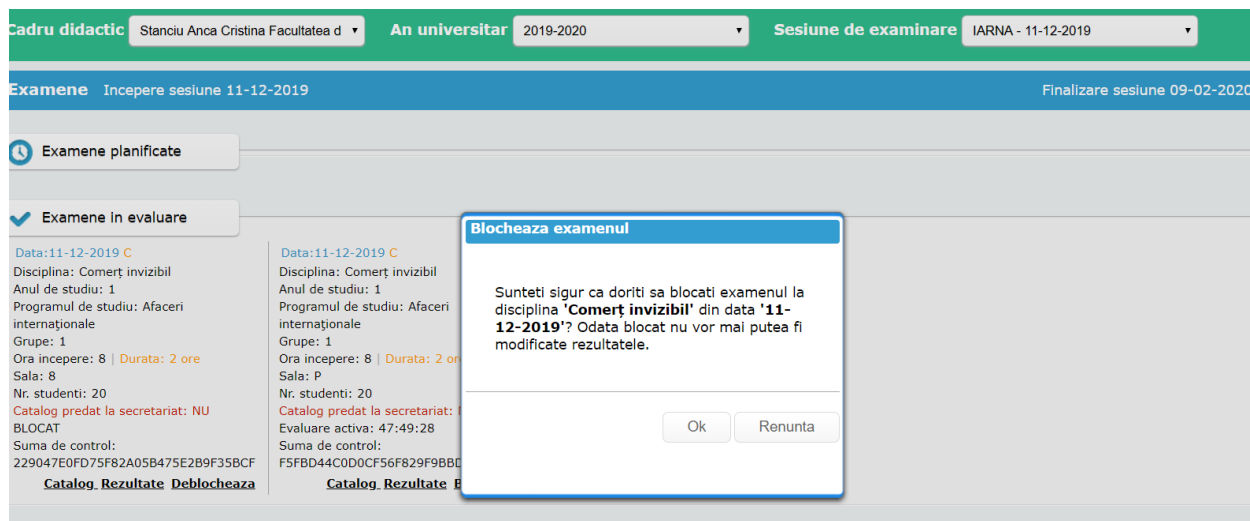 Cadru didactic Stanciu Anca Cristina Facultatea d An universitar 2019-2020 Sesiune de examinare IARNA - 11-12-2019
Examene Incepere sesiune 11-12-2019 Finalizare sesiune 09-02-2020
Examene planificate
Examene in evaluare
Data:11-12-2019 C
Disciplina: Comerț invizibil
Anul de studiu: 1
Programul de studiu: Afaceri
internaționale
Grupe: 1
Ora incepere: 8 | Durata: 2 ore
Sala: 8
Nr. studenti: 20
Catalog predat la secretariat: NU
BLOCAT
Suma de control:
229047E0FD75F82A05B475E2B9F35BCF
Catalog Rezultate Deblocheaza
Data:11-12-2019 C
Disciplina: Comerț invizibil
Anul de studiu: 1
Programul de studiu: Afaceri
internaționale
Grupe: 1
Ora incepere: 8 | Durata: 2 or
Sala: P
Nr. studenti: 20
Catalog predat la secretariat:
Evaluare activa: 47:49:28
Suma de control:
F5FBD44C0D0CF56F829F9BB
Catalog Rezultate
Blocheaza examenul
Sunteti sigur ca doriti sa blocati examenul la
disciplina 'Comerț invizibil' din data '11-
12-2019'? Odata blocat nu vor mai putea fi
modificate rezultatele.
Ok Renunta